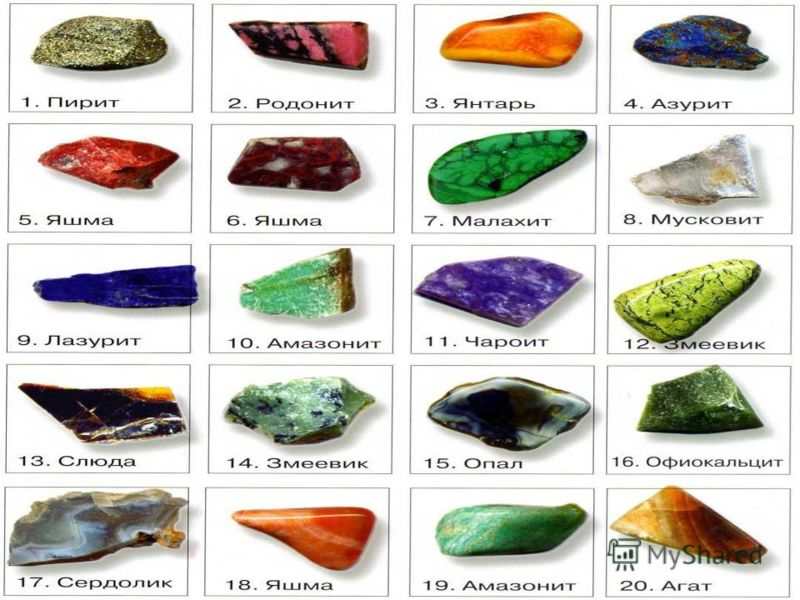 1. Пирит
2. Родонит
3. Янтарь
4. Азурит
5. Яшма
6. Яшма
7. Малахит
8. Мусковит
9. Лазурит
10. Амазонит
11. Чароит
12. Змеевик
13. Слюда
14. Змеевик
15. Опал
16. Офиокальцит
17. Сердолик
18. Яшма
19. Амазонит
20. Агат
MyShared